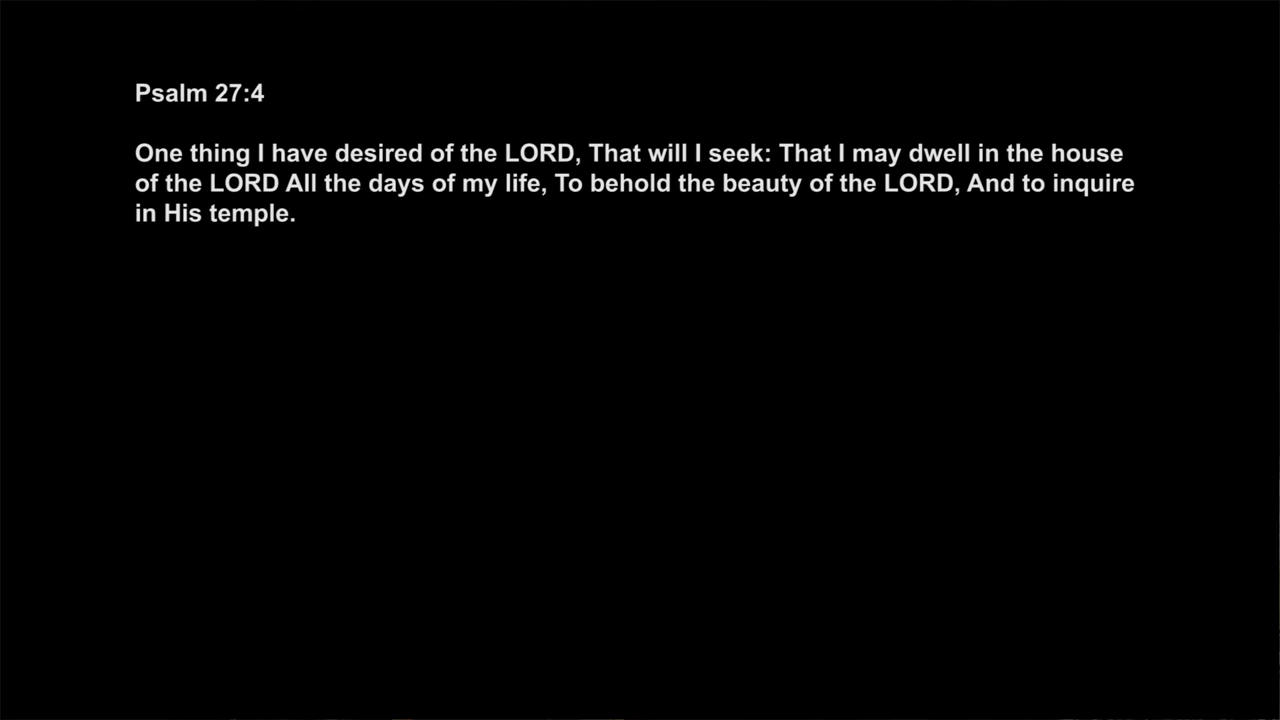 Psalm 27:4
One thing I have desired of the LORD, That will I seek: That I may dwell in the house
of the LORD All the days of my life, To behold the beauty of the LORD, And to inquire
in His temple.